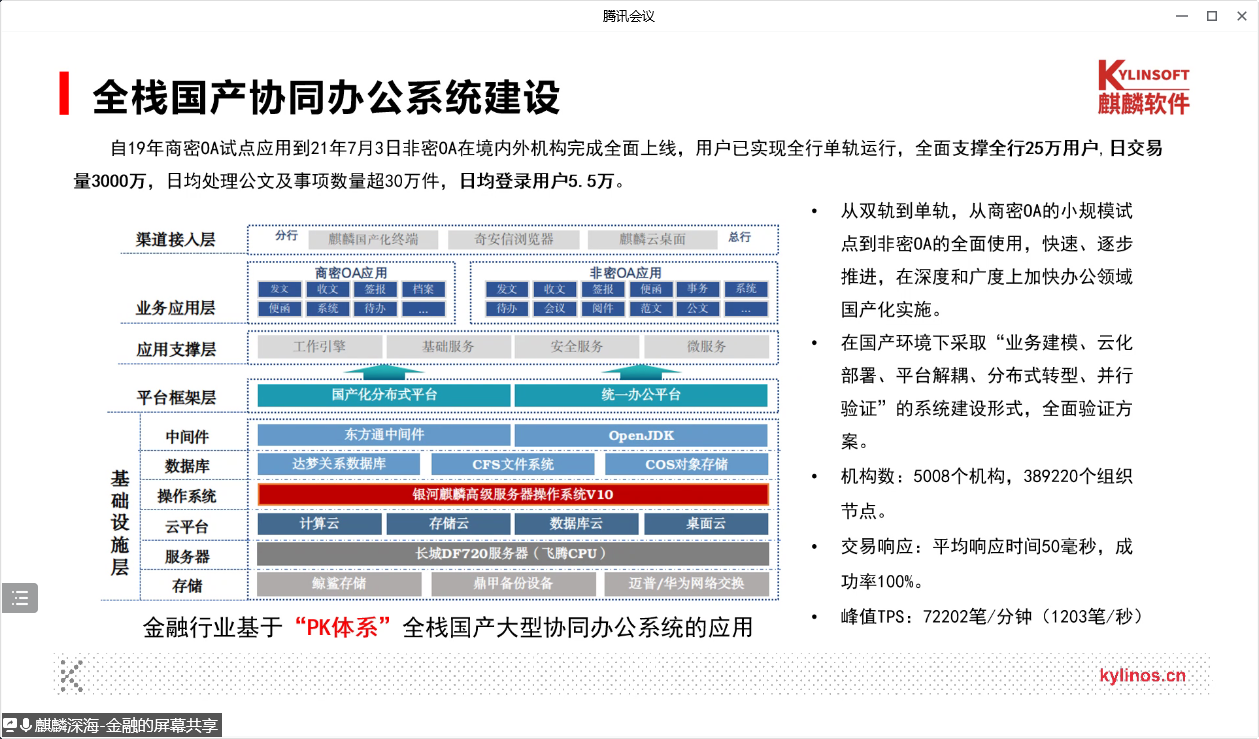 腾讯会议
全栈国产协同办公系统建设
KYLINSOFT
麒麟软件
自19年商密OA试点应用到21年7月3日非密OA在境内外机构完成全面上线，用户已实现全行单轨运行，全面支撑全行25万用户,日交易
量3000万，日均处理公文及事项数量超30万件，日均登录用户5.5万。
渠道接入层
分行 麒麟国产化终端 奇安信浏览器 麒麟云桌面 总行
业务应用层
商密OA应用
发文 收文 签报 档案
便函 系统 待办 ...
非密OA应用
发文 收文 签报 便函 事务 系统
待办 会议 阅件 范文 公文 ...
应用支撑层
工作引擎 基础服务 安全服务 微服务
平台框架层
国产化分布式平台 统一办公平台
基础设施层
中间件
东方通中间件 OpenJDK
数据库
达梦关系数据库 CFS文件系统 COS对象存储
操作系统
银河麒麟高级服务器操作系统V10
云平台
计算云 存储云 数据库云 桌面云
服务器
长城DF720服务器（飞腾CPU）
存储
鲸鲨存储 鼎甲备份设备 迈普/华为网络交换
金融行业基于“PK体系”全栈国产大型协同办公系统的应用
• 从双轨到单轨，从商密OA的小规模试
点到非密OA的全面使用，快速、逐步
推进，在深度和广度上加快办公领域
国产化实施。
• 在国产环境下采取“业务建模、云化
部署、平台解耦、分布式转型、并行
验证”的系统建设形式，全面验证方
案。
• 机构数：5008个机构，389220个组织
节点。
• 交易响应：平均响应时间50毫秒，成
功率100%。
• 峰值TPS：72202笔/分钟（1203笔/秒）
kylinos.cn
麒麟深海-金融的屏幕共享